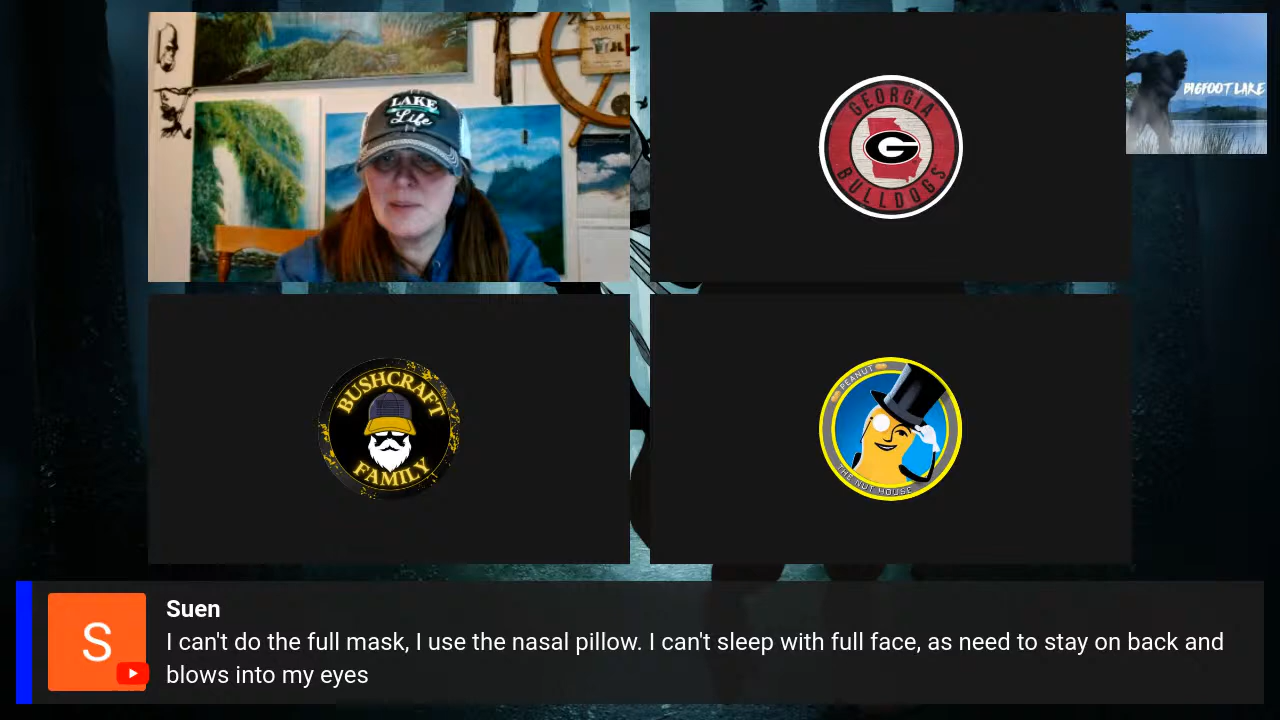 LAKE
Life
GEORGIA
G
BULLDOGS
BIGFOOT LAKE
BUSHCRAFT
FAMILY
PEANUT
THE NUT HOUSE
S
Suen
I can't do the full mask, I use the nasal pillow. I can't sleep with full face, as need to stay on back and
blows into my eyes